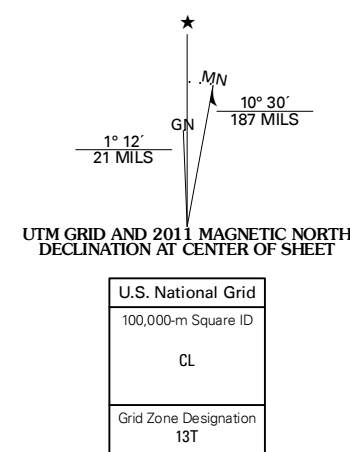 ★
MN
10° 30´
187 MILS
GN
1° 12´
21 MILS
UTM GRID AND 2011 MAGNETIC NORTH
DECLINATION AT CENTER OF SHEET
U.S. National Grid
100,000-m Square ID
CL
Grid Zone Designation
13T